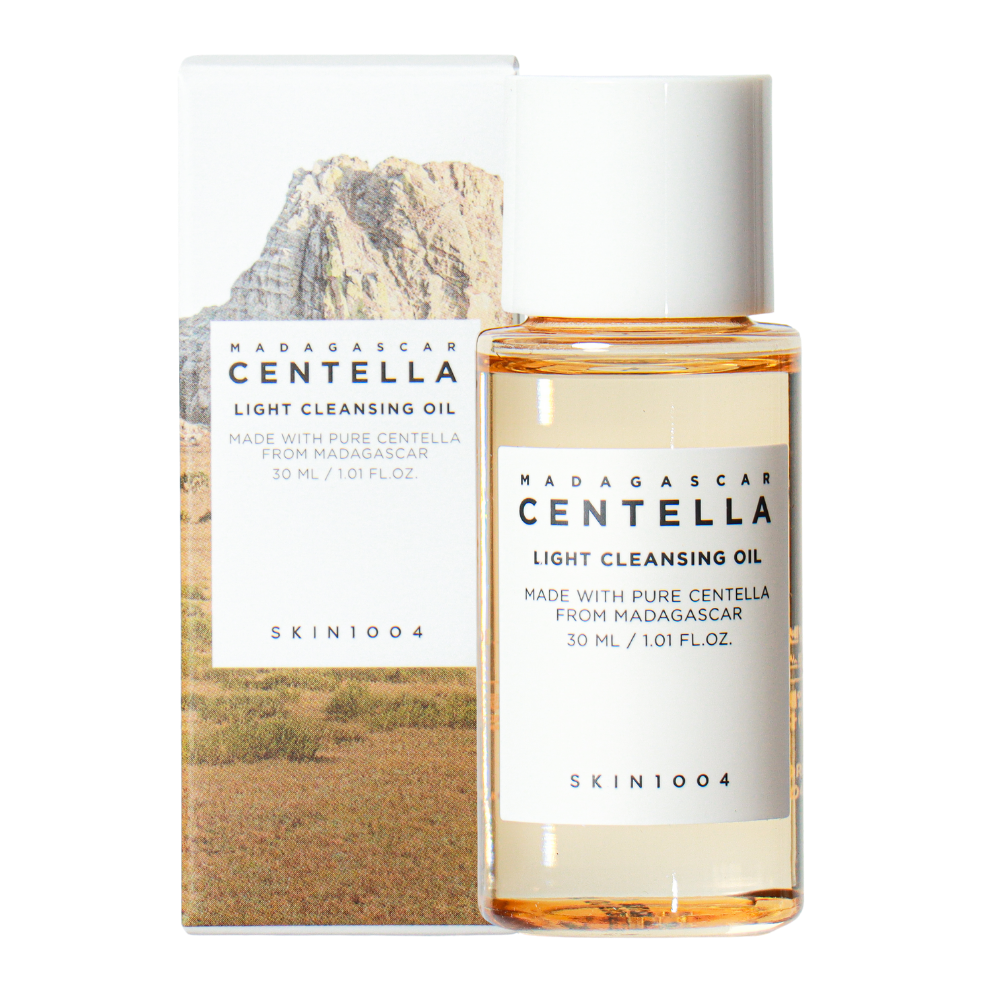 MADAGASCAR
CENTELLA
LIGHT CLEANSING OIL
MADE WITH PURE CENTELLA
FROM MADAGASCAR
30 ML / 1.01 FL.OZ.
SKIN1004
MADAGASCAR
CENTELLA
LIGHT CLEANSING OIL
MADE WITH PURE CENTELLA
FROM MADAGASCAR
30 ML / 1.01 FL.OZ.
SKIN1004